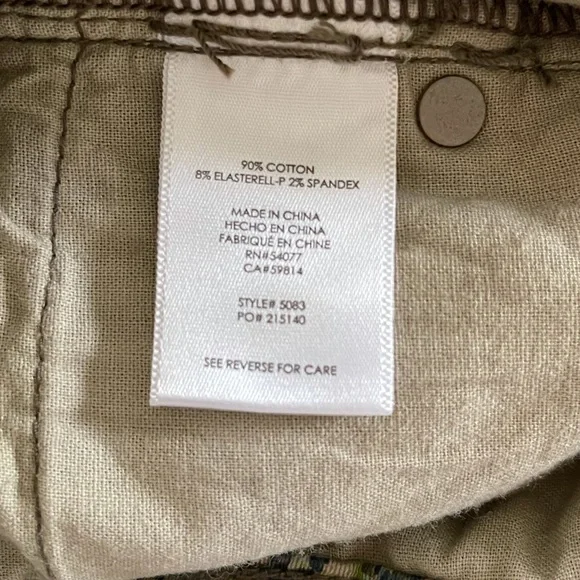 90% COTTON
8% ELASTERELL-P 2% SPANDEX
MADE IN CHINA
HECHO EN CHINA
FABRIQUÉ EN CHINE
RN#54077
CA#59814
STYLE# 5083
PO# 215140
SEE REVERSE FOR CARE